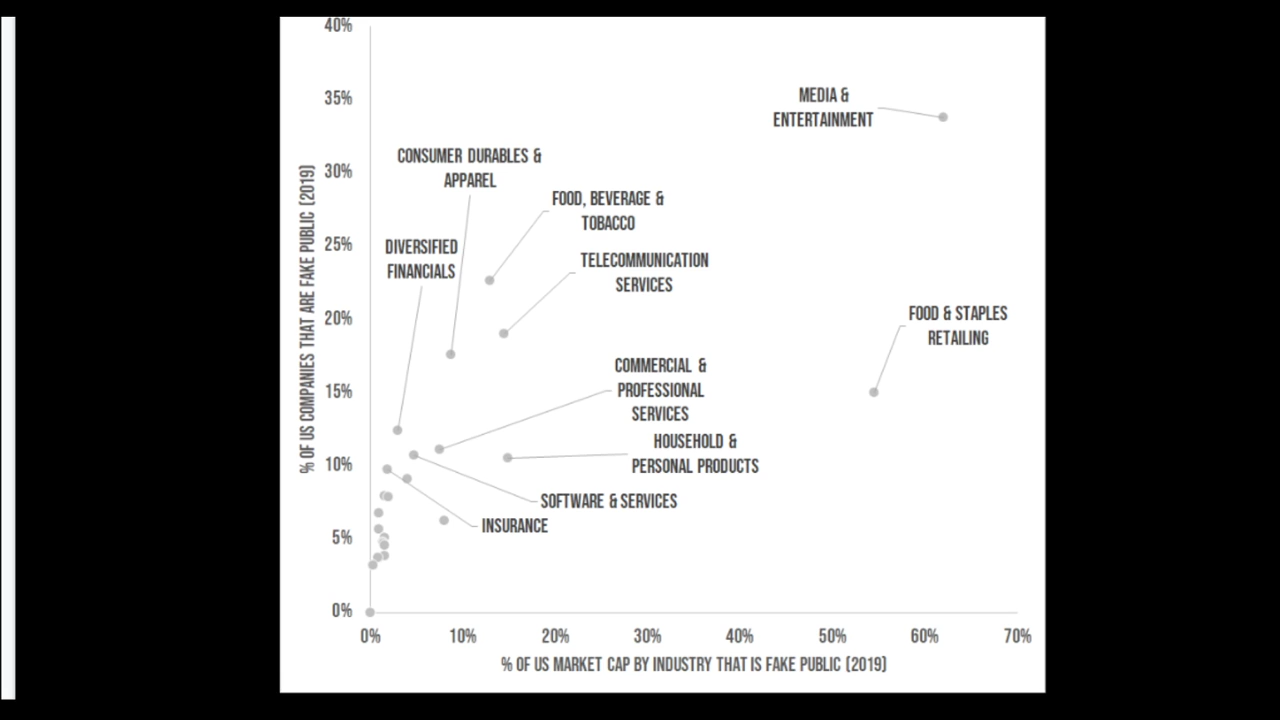 40%
35%
30%
25%
20%
15%
10%
5%
0%
% OF US COMPANIES THAT ARE FAKE PUBLIC (2019)
MEDIA &
ENTERTAINMENT
CONSUMER DURABLES &
APPAREL
FOOD, BEVERAGE &
TOBACCO
DIVERSIFIED
FINANCIALS
TELECOMMUNICATION
SERVICES
FOOD & STAPLES
RETAILING
COMMERCIAL &
PROFESSIONAL
SERVICES
HOUSEHOLD &
PERSONAL PRODUCTS
SOFTWARE & SERVICES
INSURANCE
0% 10% 20% 30% 40% 50% 60% 70%
% OF US MARKET CAP BY INDUSTRY THAT IS FAKE PUBLIC (2019)